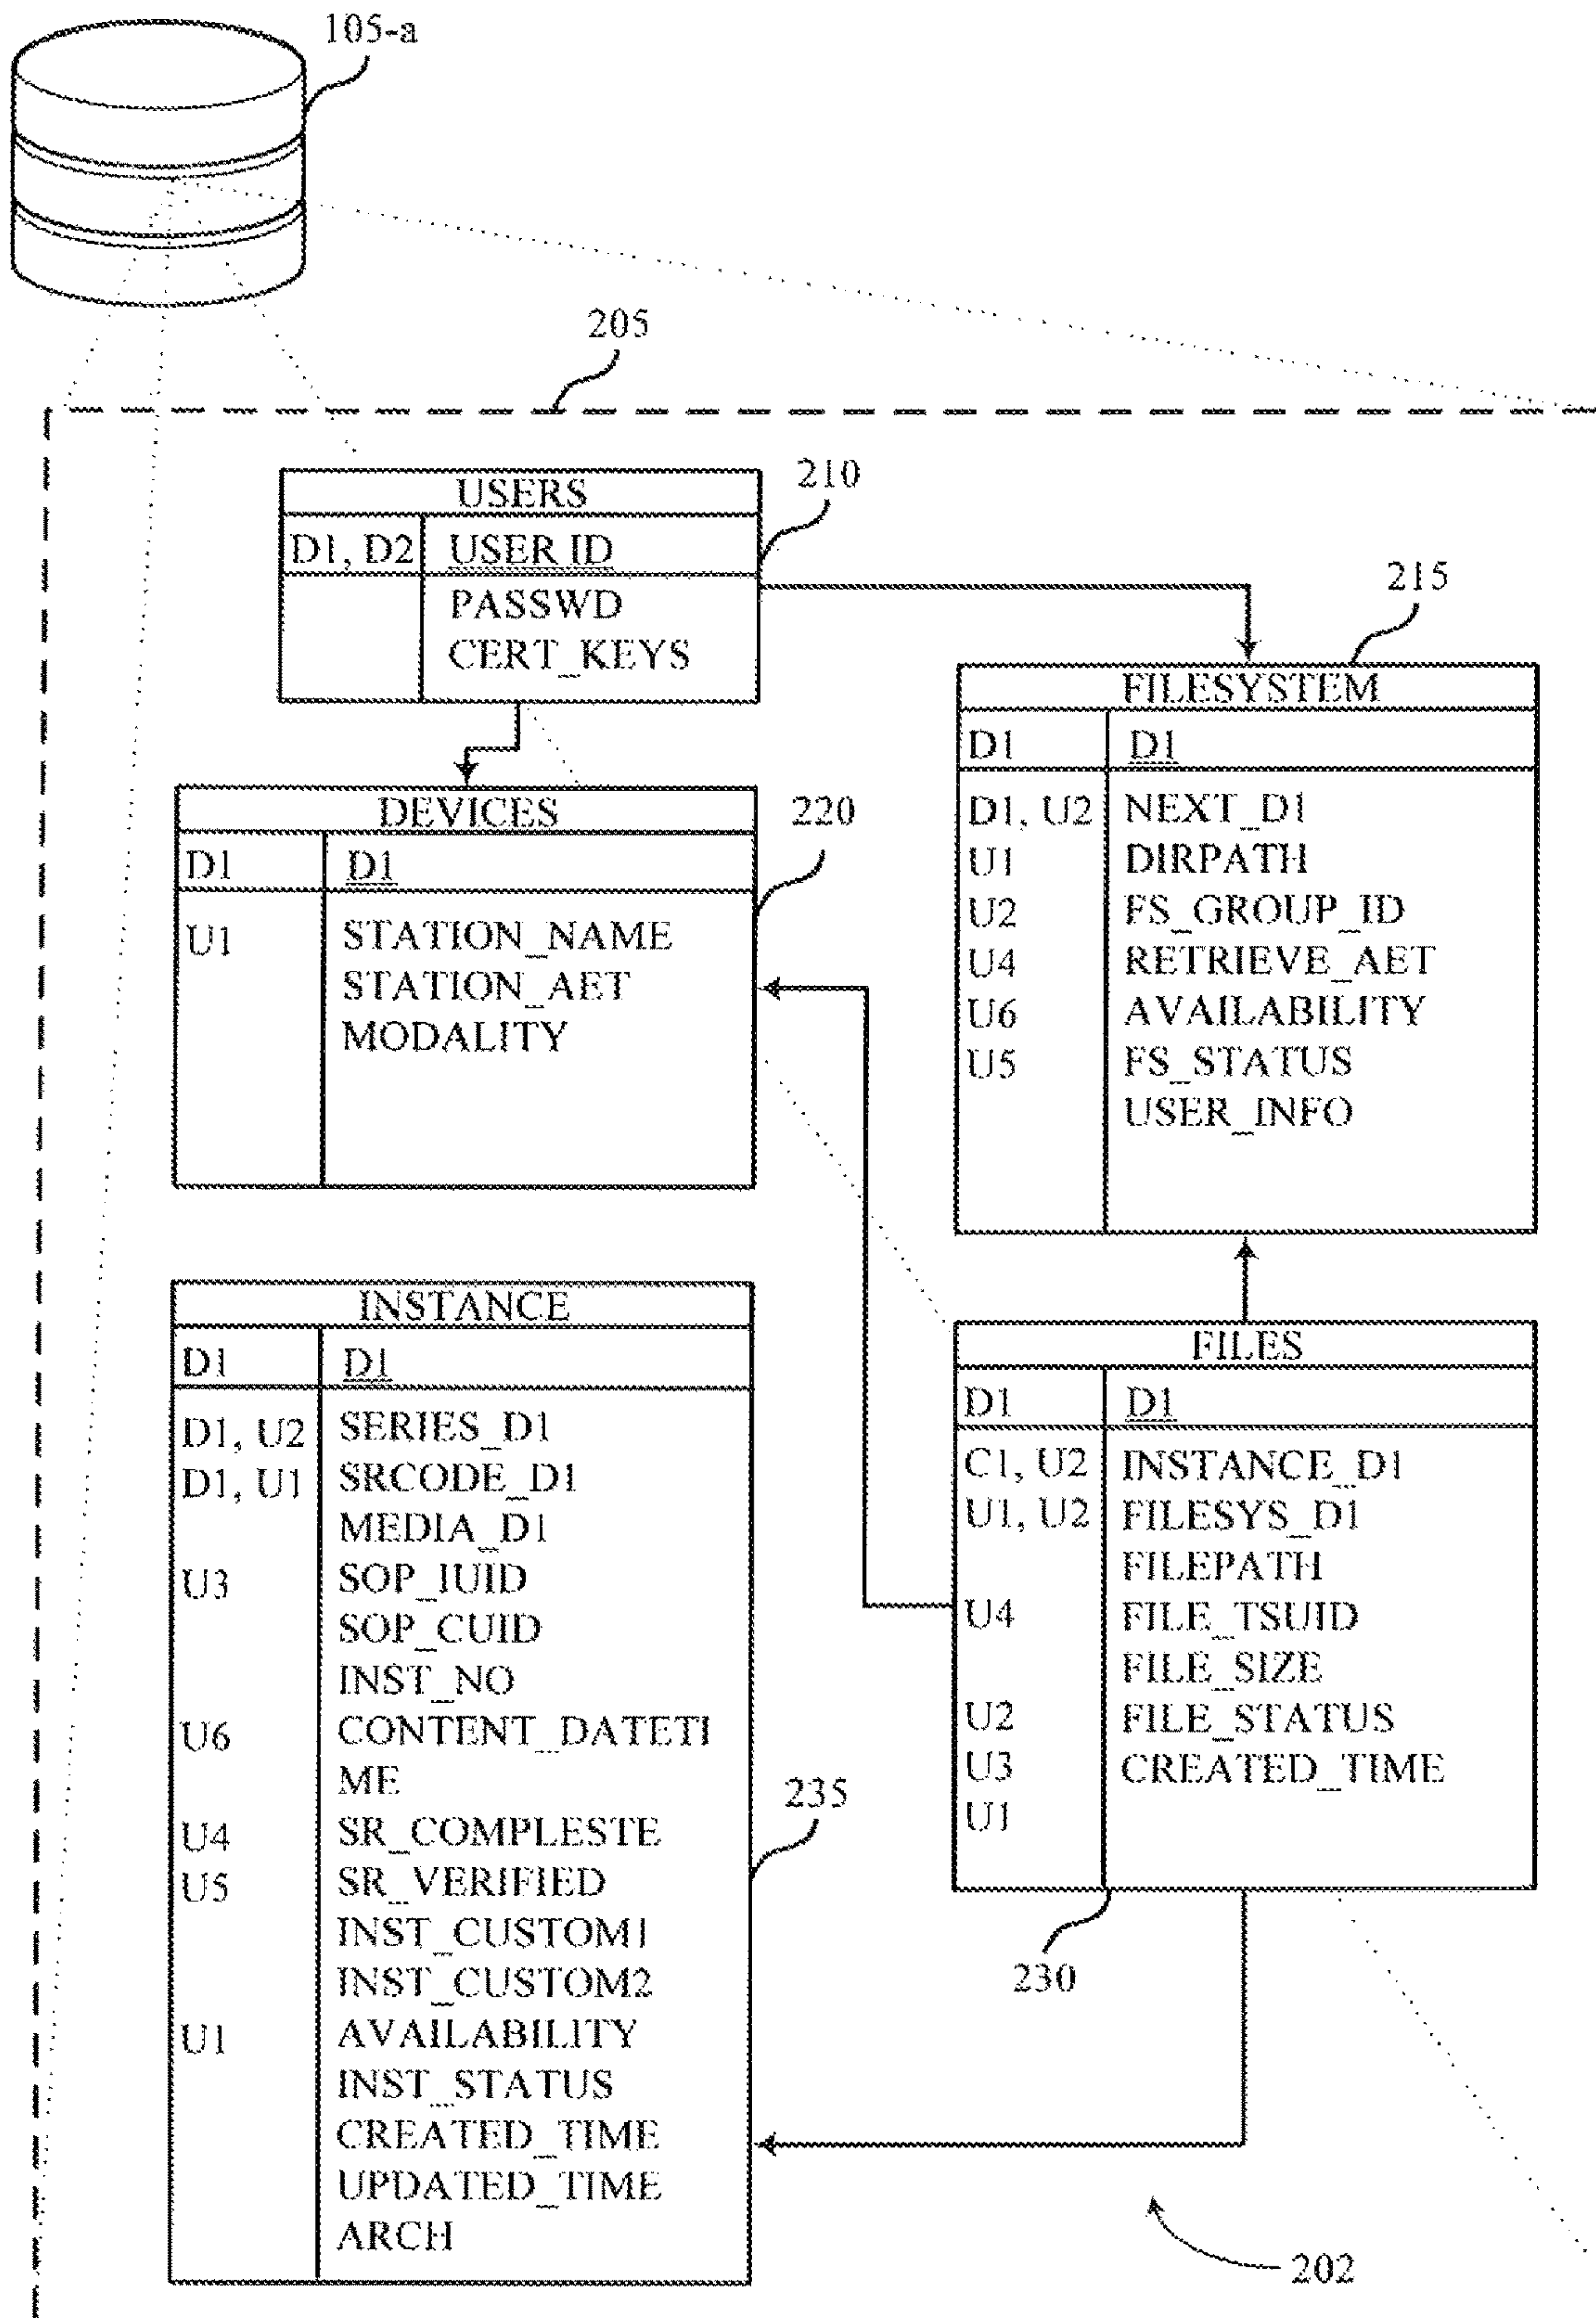 105-a
205
USERS
210
D1, D2 USER ID
PASSWD
CERT_KEYS
215
FILESYSTEM
D1 D1
D1, U2 NEXT_D1
U1 DIRPATH
U2 FS_GROUP_ID
U4 RETRIEVE_AET
U6 AVAILABILITY
U5 FS_STATUS
USER_INFO
DEVICES
220
D1 D1
U1 STATION_NAME
STATION_AET
MODALITY
INSTANCE
D1 D1
D1, U2 SERIES_D1
D1, U1 SRCODE_D1
MEDIA_D1
U3 SOP_IUID
SOP_CUID
INST_NO
U6 CONTENT_DATETI
ME
U4 SR_COMPLESTE
U5 SR_VERIFIED
INST_CUSTOM1
INST_CUSTOM2
U1 AVAILABILITY
INST_STATUS
CREATED_TIME
UPDATED_TIME
ARCH
235
FILES
D1 D1
C1, U2 INSTANCE_D1
U1, U2 FILESYS_D1
FILEPATH
U4 FILE_TSUID
FILE_SIZE
U2 FILE_STATUS
U3 CREATED_TIME
U1
230
202